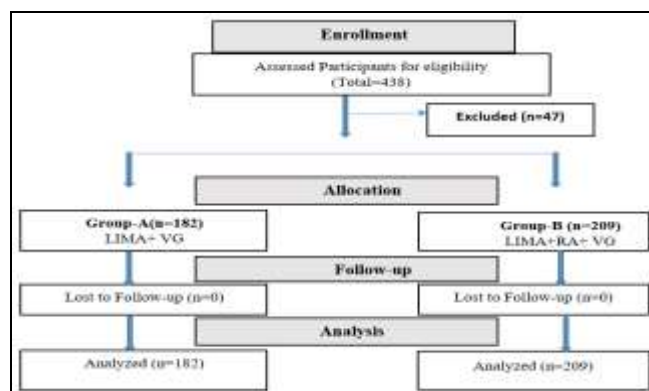 Enrollment
Assessed Participants for eligibility
(Total=438)
Excluded (n=47)
Allocation
Group-A(n=182)
LIMA+ VG
Group-B (n=209)
LIMA+RA+ VG
Follow-up
Lost to Follow-up (n=0)
Lost to Follow-up (n=0)
Analysis
Analyzed (n=182)
Analyzed (n=209)